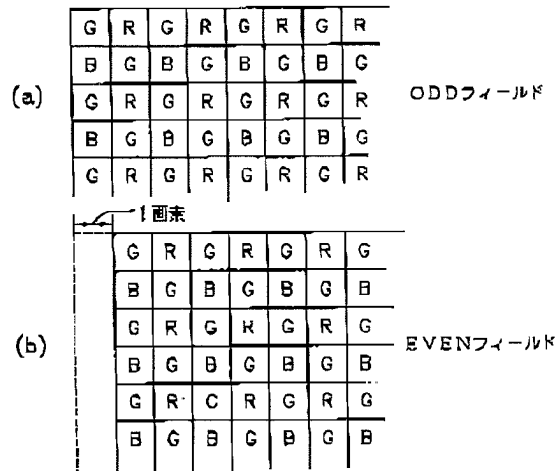 G R G R G R G R
B G B G B G B G
(a) G R G R G R G R ODDフィールド
B G B G B G B G
G R G R G R G R
1画素
G R G R G R G
B G B G B G B
G R G R G R G
(b) B G B G B G B EVENフィールド
G R C R G R G
B G B G B G B